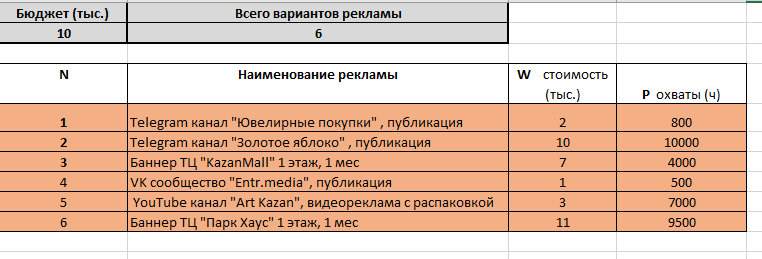 Бюджет (тыс.) Всего вариантов рекламы
10 6
N Наименование рекламы W стоимость (тыс.) P охваты (ч)
1 Telegram канал "Ювелирные покупки" , публикация 2 800
2 Telegram канал "Золотое яблоко" , публикация 10 10000
3 Баннер ТЦ "KazanMall" 1 этаж, 1 мес 7 4000
4 VK сообщество "Entr.media", публикация 1 500
5 YouTube канал "Art Kazan", видеореклама с распаковкой 3 7000
6 Баннер ТЦ "Парк Хаус" 1 этаж, 1 мес 11 9500